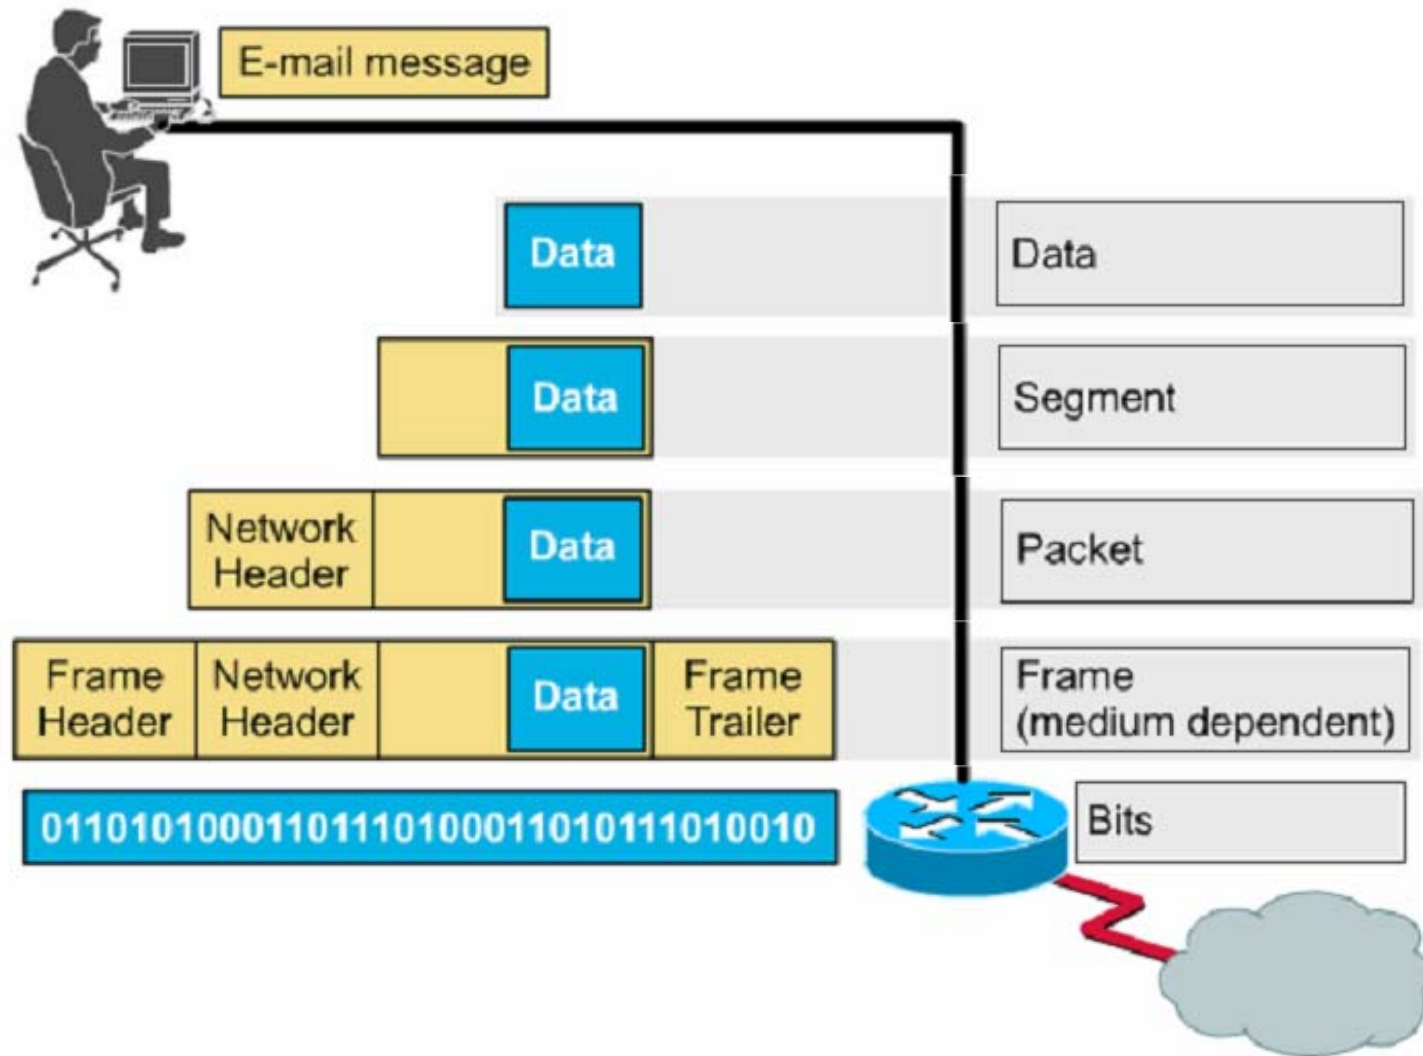 E-mail message
Data
Data
Data
Segment
Network
Header
Data
Packet
Frame
Header
Network
Header
Data
Frame
Trailer
Frame
(medium dependent)
01101010001101110100011010111010010
Bits